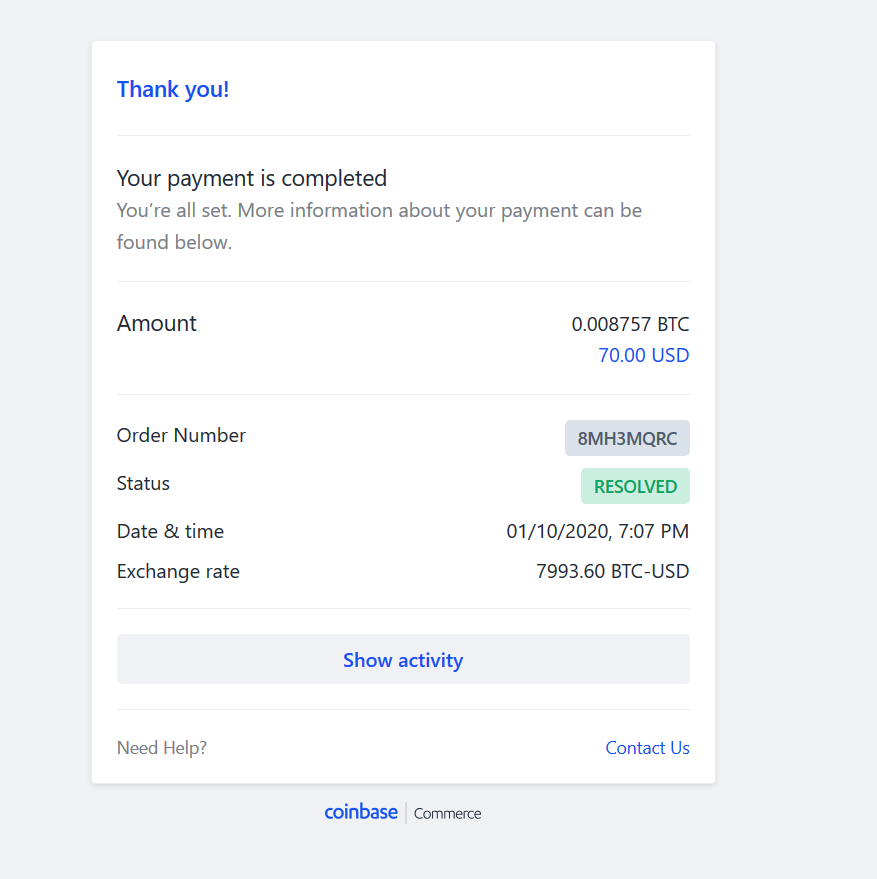 Thank you!
Your payment is completed
You’re all set. More information about your payment can be
found below.
Amount
0.008757 BTC
70.00 USD
Order Number
8MH3MQRC
Status
RESOLVED
Date & time
01/10/2020, 7:07 PM
Exchange rate
7993.60 BTC-USD
Show activity
Need Help?
Contact Us
coinbase | Commerce